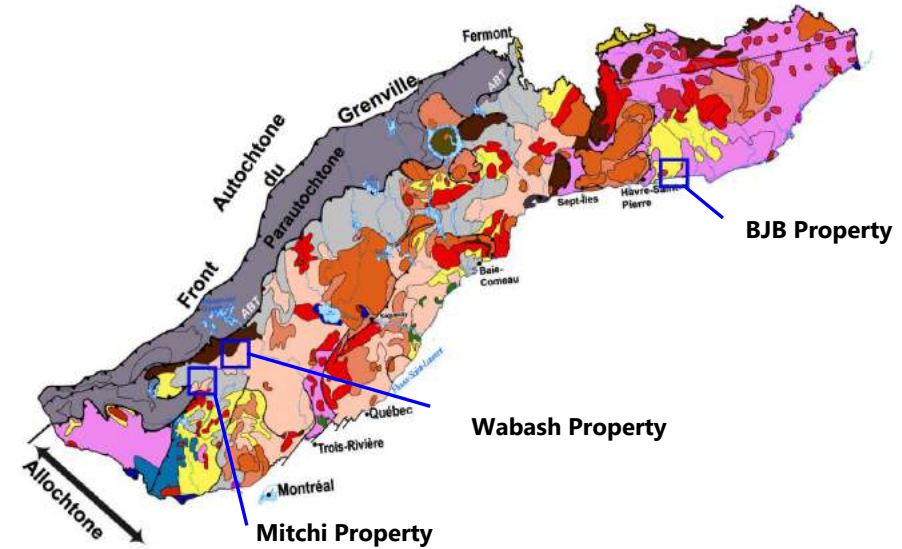 Fermont
ABT
Grenville
Autochtone
du
Parautochtone
Front
ABT
Sept-Iles
Havre-Saint-
Pierre
BJB Property
Baie-
Comeau
Québec
Wabash Property
Trois-Rivière
Montréal
Allochtone
Mitchi Property